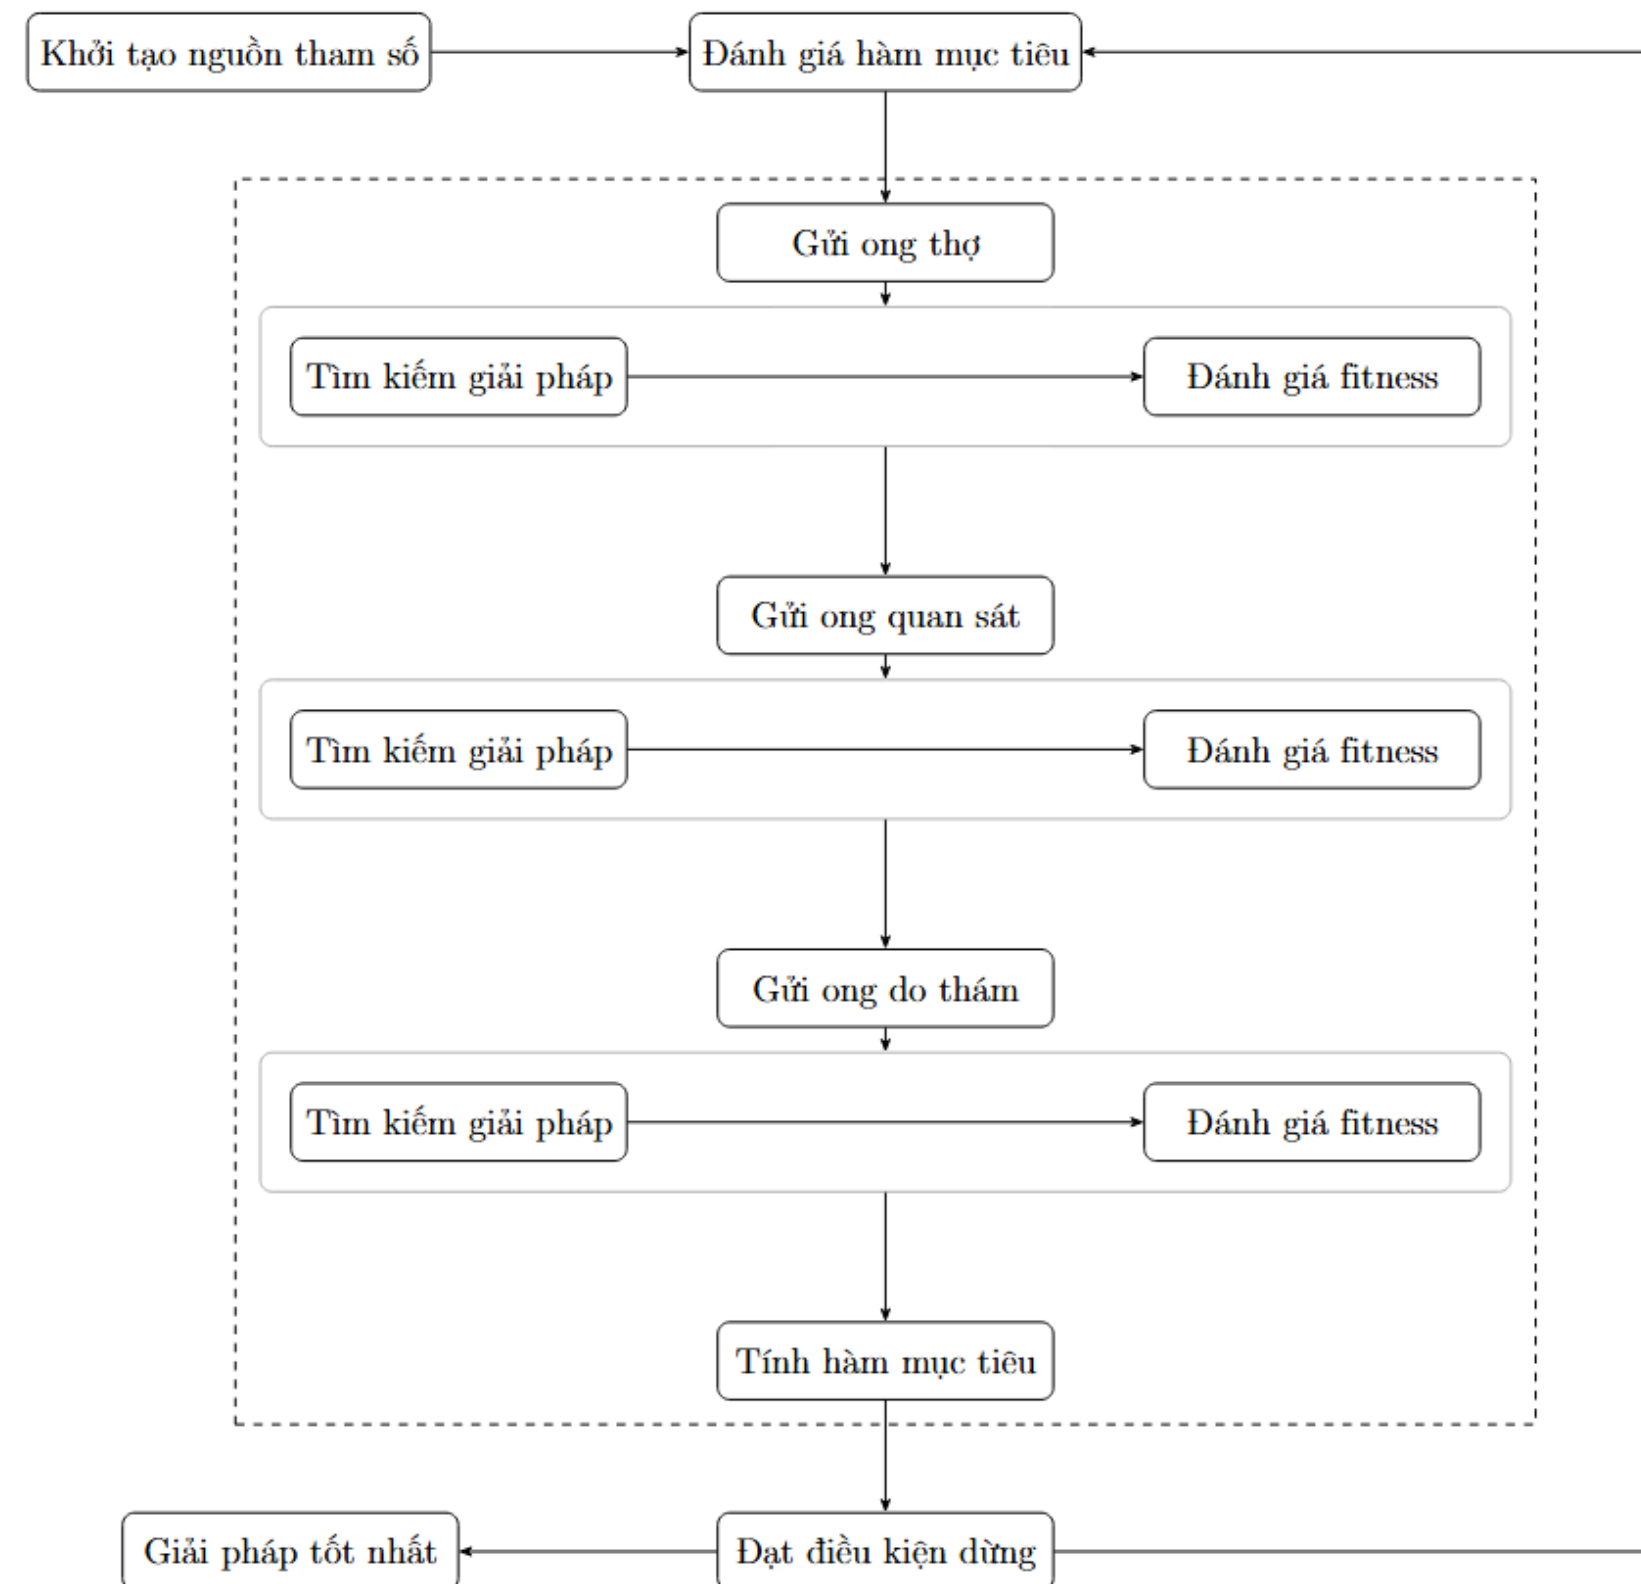 Khởi tạo nguồn tham số
Đánh giá hàm mục tiêu
Gửi ong thợ
Tìm kiếm giải pháp
Đánh giá fitness
Gửi ong quan sát
Tìm kiếm giải pháp
Đánh giá fitness
Gửi ong do thám
Tìm kiếm giải pháp
Đánh giá fitness
Tính hàm mục tiêu
Giải pháp tốt nhất
Đạt điều kiện dừng